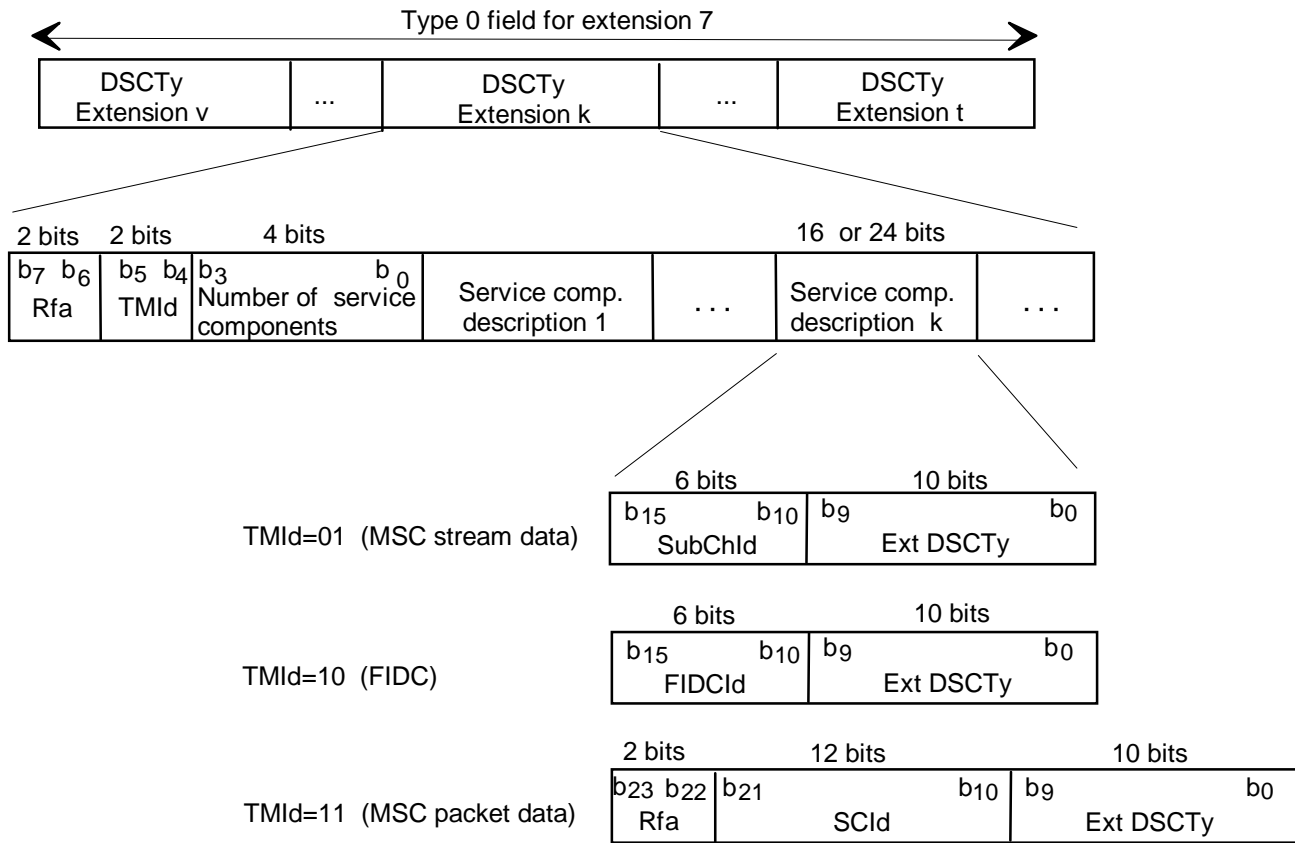 Type 0 field for extension 7
DSCTy
Extension v
...
DSCTy
Extension k
...
DSCTy
Extension t
2 bits
2 bits
4 bits
16 or 24 bits
b7 b6
Rfa
b5 b4
TMId
b3 b0
Number of service
components
Service comp.
description 1
. . .
Service comp.
description k
. . .
6 bits
10 bits
TMId=01 (MSC stream data)
b15 b10
SubChId
b9 b0
Ext DSCTy
6 bits
10 bits
TMId=10 (FIDC)
b15 b10
FIDCId
b9 b0
Ext DSCTy
2 bits
12 bits
10 bits
TMId=11 (MSC packet data)
b23 b22
Rfa
b21 b10
SCId
b9 b0
Ext DSCTy